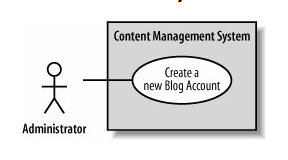 Content Management System
Create a
new Blog Account
Administrator